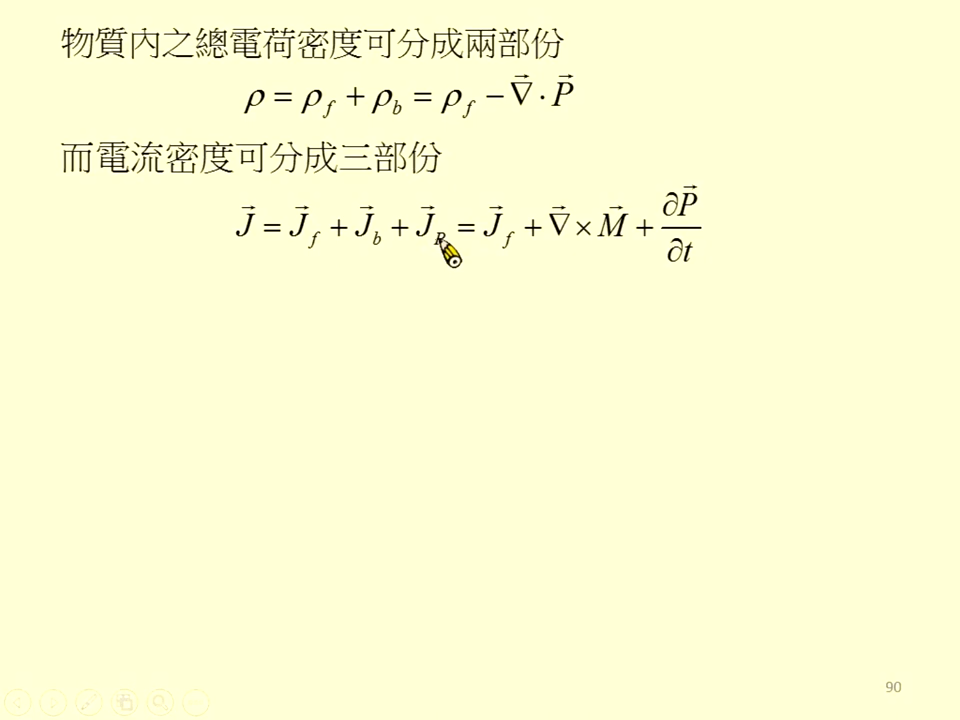 物質內之總電荷密度可分成兩部份
ρ = ρ_f + ρ_b = ρ_f − ∇⃗ · P⃗
而電流密度可分成三部份
J⃗ = J⃗_f + J⃗_b + J⃗_P = J⃗_f + ∇⃗ × M⃗ + ∂P⃗/∂t
90